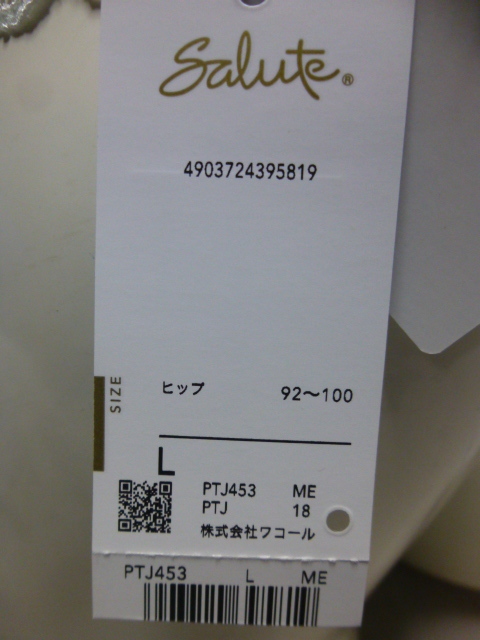 Salute®
4903724395819
SIZE
ヒップ 92〜100
L
PTJ453 ME
PTJ 18
株式会社ワコール
PTJ453 L ME